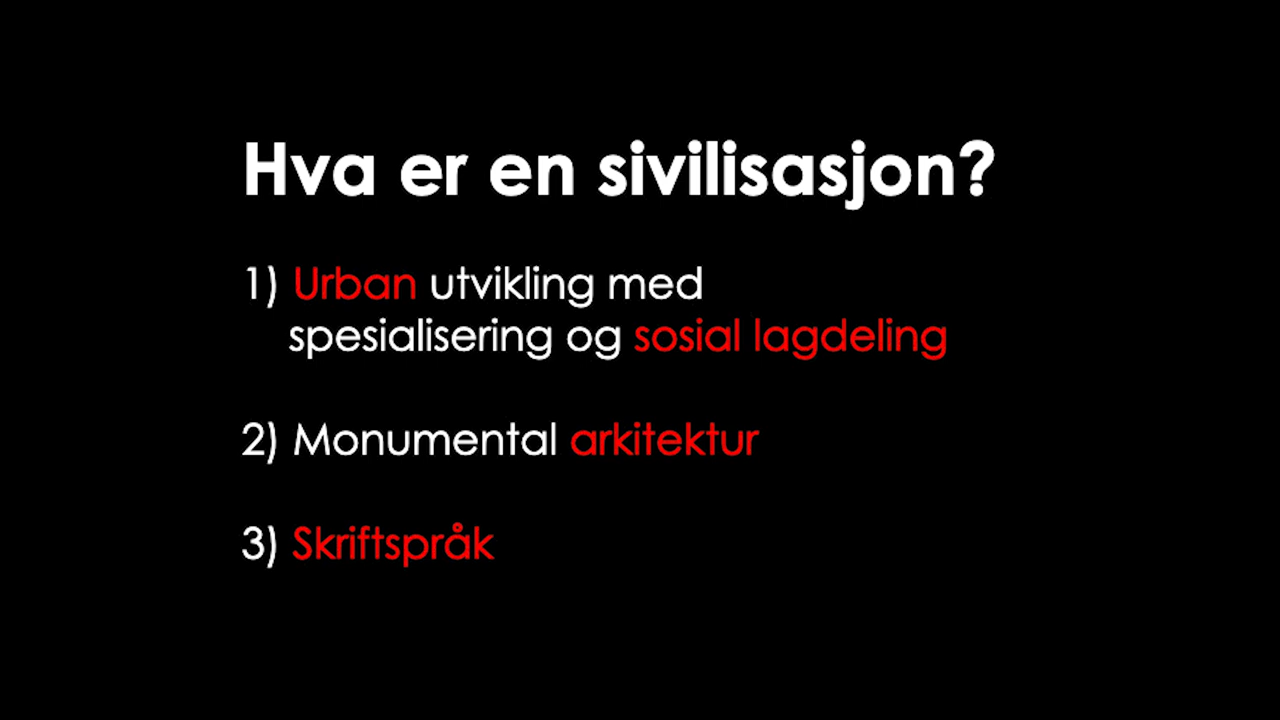 Hva er en sivilisasjon?
1) Urban utvikling med
spesialisering og sosial lagdeling
2) Monumental arkitektur
3) Skriftspråk